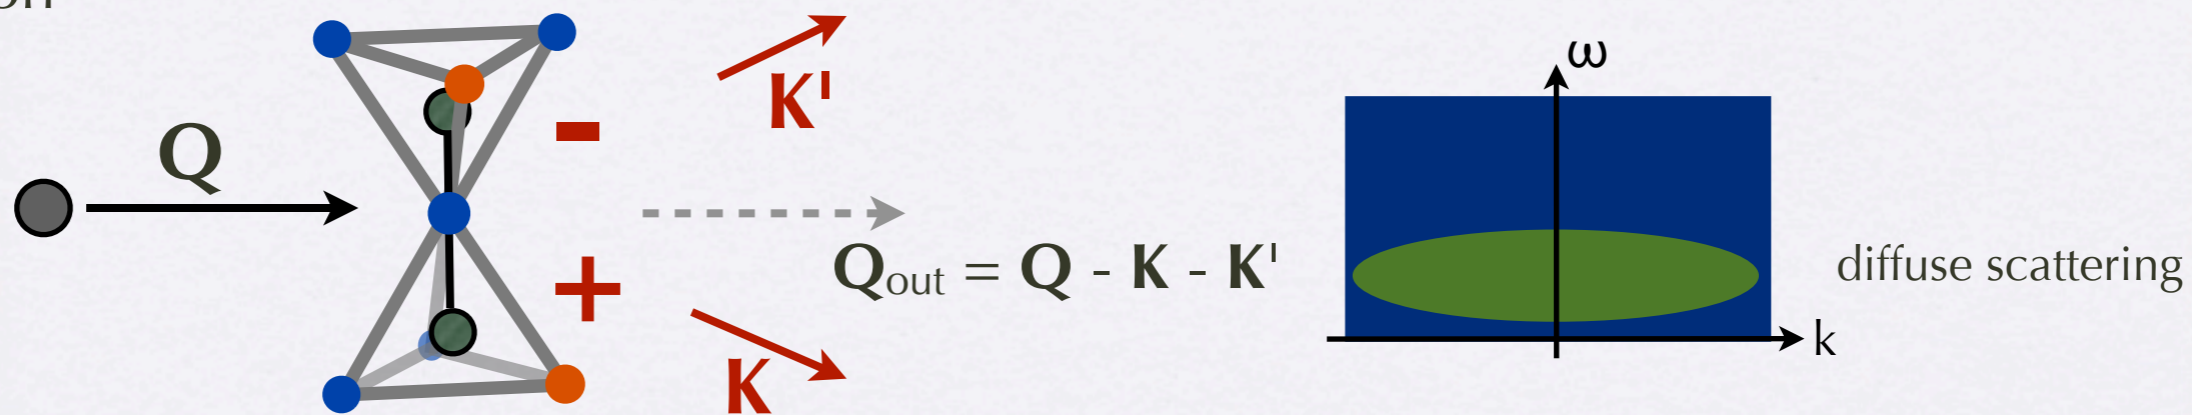 Q
-
+
K'
K
Qout = Q - K - K'
ω
k
diffuse scattering